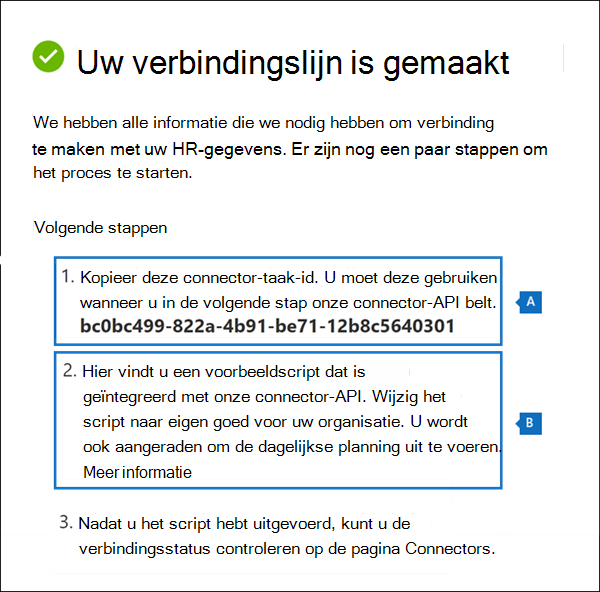 Uw verbindingslijn is gemaakt
We hebben alle informatie die we nodig hebben om verbinding
te maken met uw HR-gegevens. Er zijn nog een paar stappen om
het proces te starten.
Volgende stappen
1. Kopieer deze connector-taak-id. U moet deze gebruiken
wanneer u in de volgende stap onze connector-API belt.
bc0bc499-822a-4b91-be71-12b8c5640301
A
2. Hier vindt u een voorbeeldscript dat is
geïntegreerd met onze connector-API. Wijzig het
script naar eigen goed voor uw organisatie. U wordt
ook aangeraden om de dagelijkse planning uit te voeren.
Meer informatie
B
3. Nadat u het script hebt uitgevoerd, kunt u de
verbindingsstatus controleren op de pagina Connectors.